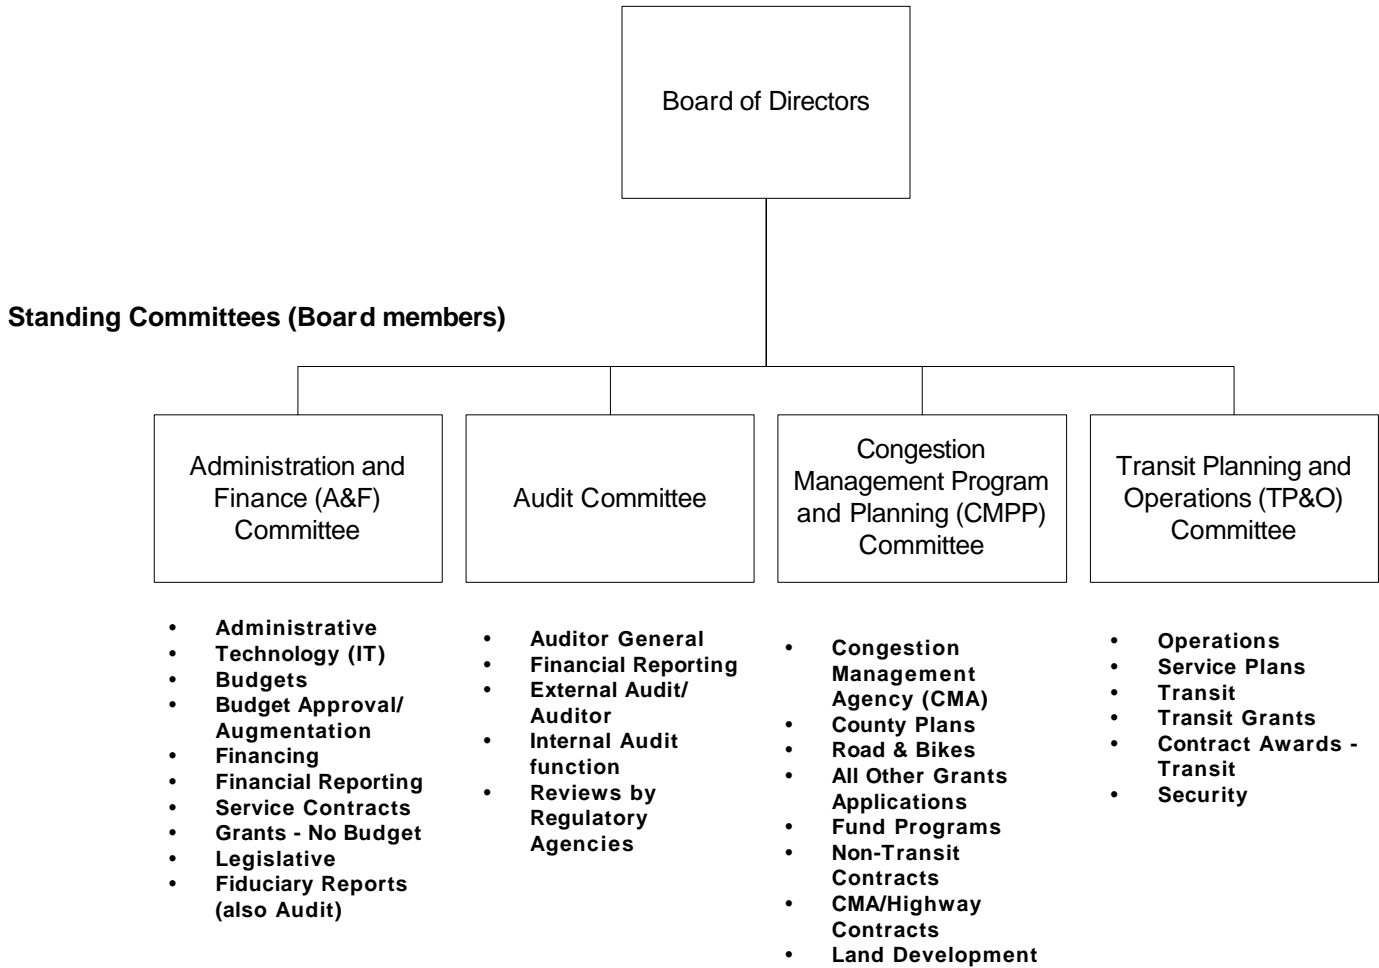 Board of Directors
Standing Committees (Board members)
Administration and
Finance (A&F)
Committee
Audit Committee
Congestion
Management Program
and Planning (CMPP)
Committee
Transit Planning and
Operations (TP&O)
Committee
• Administrative
• Technology (IT)
• Budgets
• Budget Approval/
Augmentation
• Financing
• Financial Reporting
• Service Contracts
• Grants - No Budget
• Legislative
• Fiduciary Reports
(also Audit)
• Auditor General
• Financial Reporting
• External Audit/
Auditor
• Internal Audit
function
• Reviews by
Regulatory
Agencies
• Congestion
Management
Agency (CMA)
• County Plans
• Road & Bikes
• All Other Grants
Applications
• Fund Programs
• Non-Transit
Contracts
• CMA/Highway
Contracts
• Land Development
• Operations
• Service Plans
• Transit
• Transit Grants
• Contract Awards -
Transit
• Security